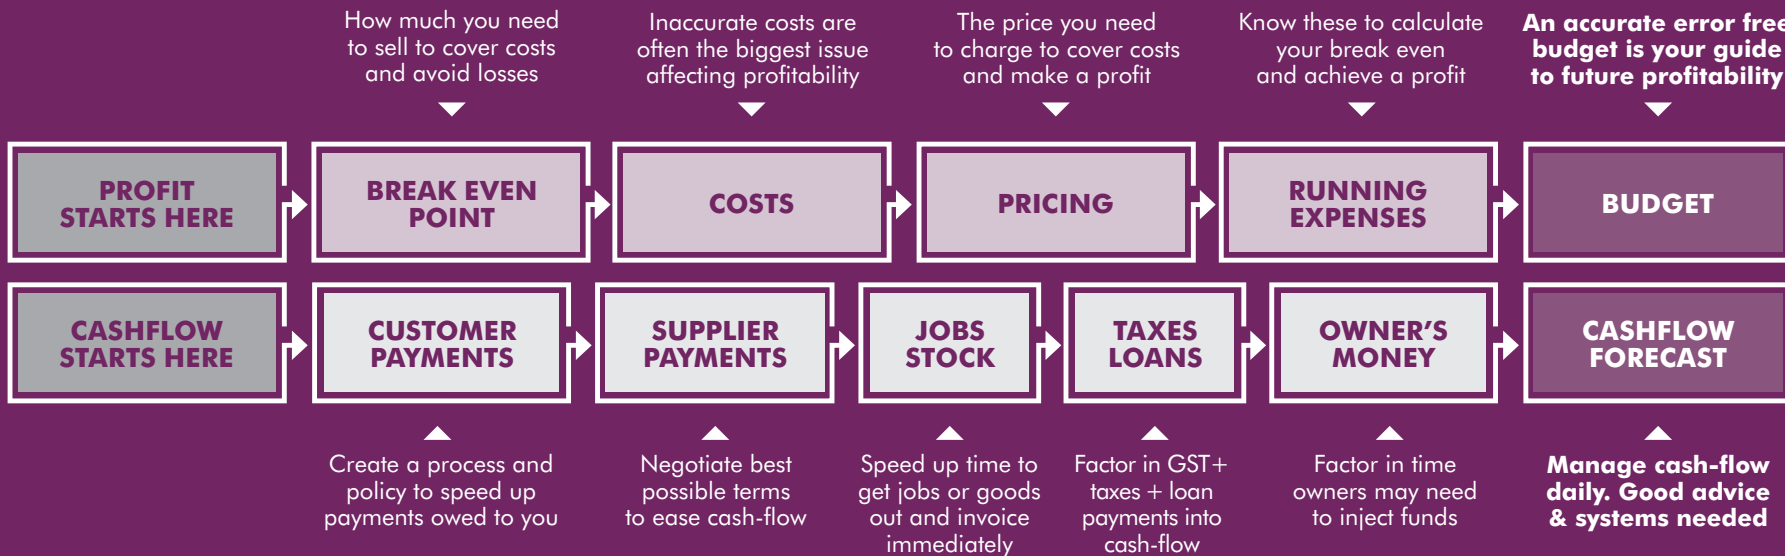 How much you need
to sell to cover costs
and avoid losses
Inaccurate costs are
often the biggest issue
affecting profitability
The price you need
to charge to cover costs
and make a profit
Know these to calculate
your break even
and achieve a profit
An accurate error free
budget is your guide
to future profitability
PROFIT
STARTS HERE
BREAK EVEN
POINT
COSTS
PRICING
RUNNING
EXPENSES
BUDGET
CASHFLOW
STARTS HERE
CUSTOMER
PAYMENTS
SUPPLIER
PAYMENTS
JOBS
STOCK
TAXES
LOANS
OWNER'S
MONEY
CASHFLOW
FORECAST
Create a process and
policy to speed up
payments owed to you
Negotiate best
possible terms
to ease cash-flow
Speed up time to
get jobs or goods
out and invoice
immediately
Factor in GST+
taxes + loan
payments into
cash-flow
Factor in time
owners may need
to inject funds
Manage cash-flow
daily. Good advice
& systems needed